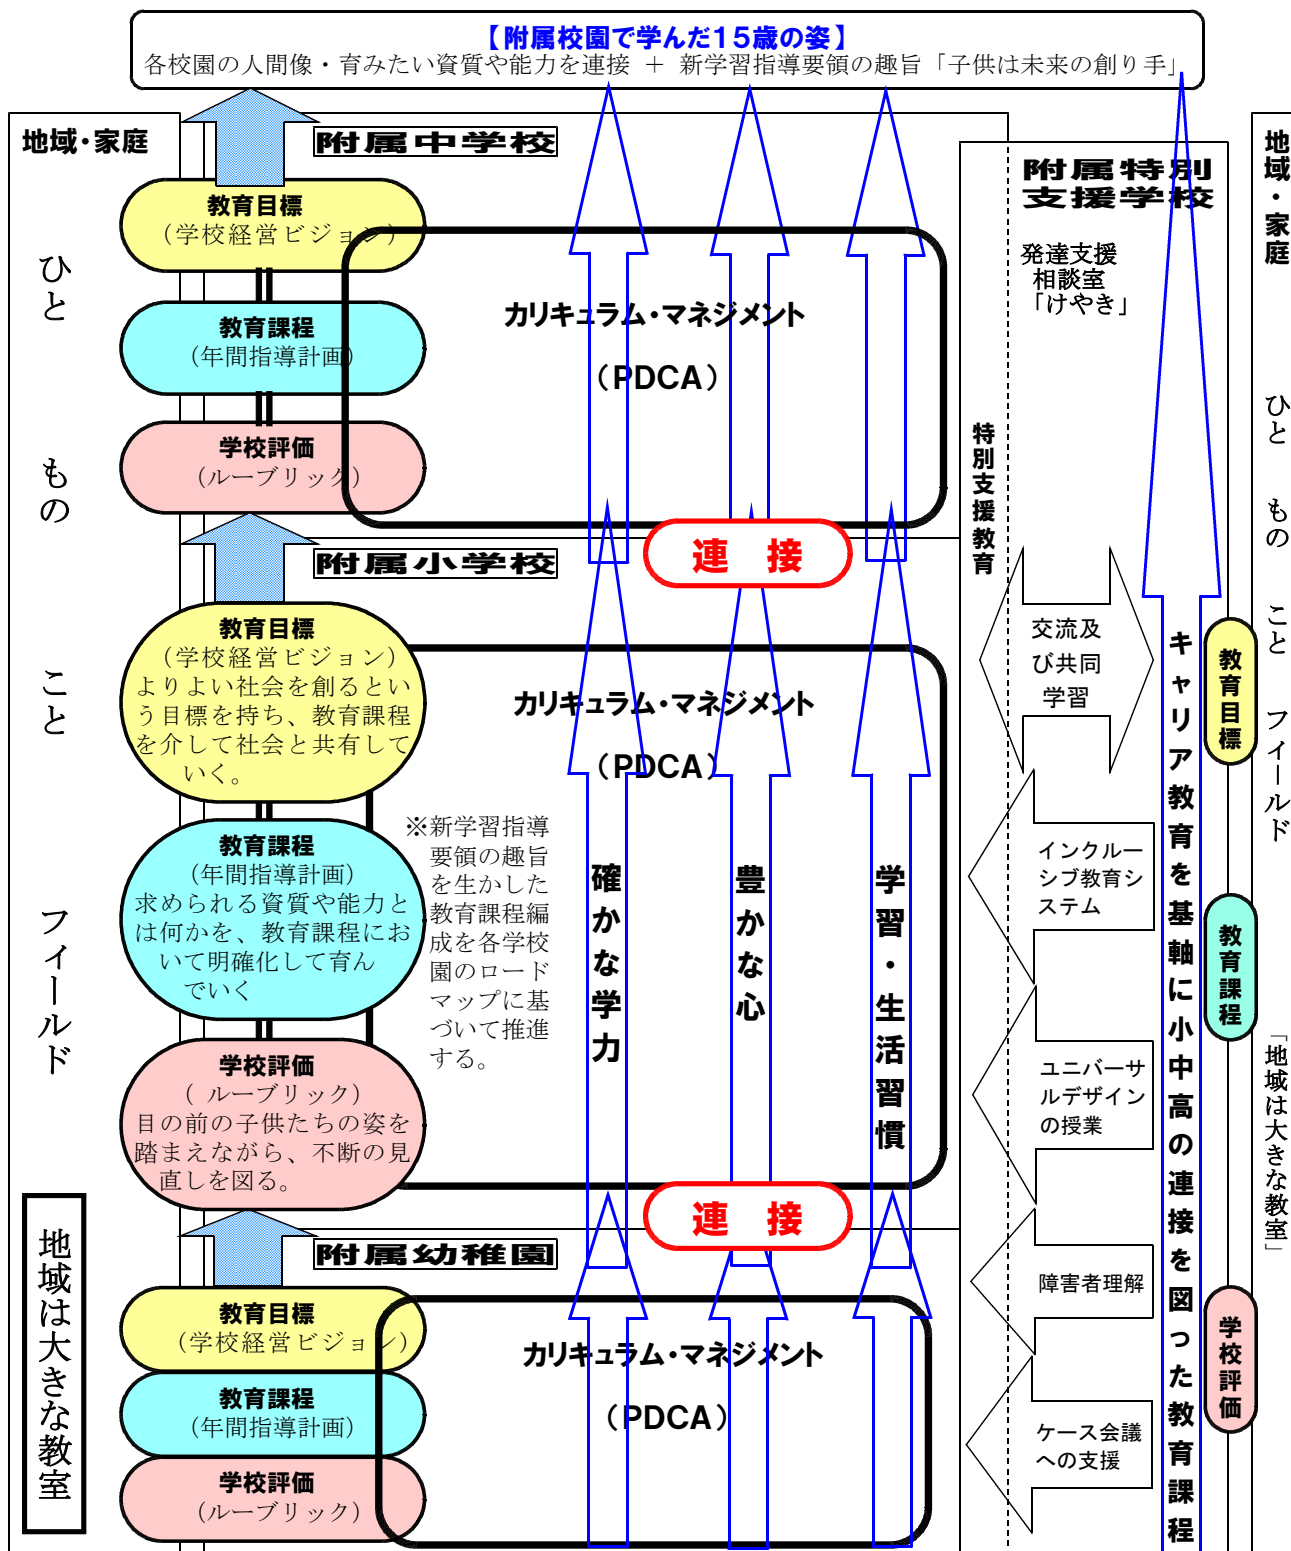 【附属校園で学んだ15歳の姿】
各校園の人間像・育みたい資質や能力を連接 + 新学習指導要領の趣旨「子供は未来の創り手」
地域・家庭
ひと
もの
こと
フィールド
地域は大きな教室
附属中学校
教育目標
(学校経営ビジョン)
教育課程
(年間指導計画)
学校評価
(ルーブリック)
カリキュラム・マネジメント
(PDCA)
連 接
附属小学校
教育目標
(学校経営ビジョン)
よりよい社会を創るとい
う目標を持ち、教育課程
を介して社会と共有して
いく。
教育課程
(年間指導計画)
求められる資質や能力と
は何かを、教育課程にお
いて明確化して育ん
でいく
学校評価
( ルーブリック)
目の前の子供たちの姿を
踏まえながら、不断の見
直しを図る。
カリキュラム・マネジメント
(PDCA)
※新学習指導
要領の趣旨
を生かした
教育課程編
成を各学校
園のロード
マップに基
づいて推進
する。
確かな学力
豊かな心
学習・生活習慣
連 接
附属幼稚園
教育目標
(学校経営ビジョン)
教育課程
(年間指導計画)
学校評価
(ルーブリック)
カリキュラム・マネジメント
(PDCA)
特別支援教育
附属特別
支援学校
発達支援
相談室
「けやき」
交流及
び共同
学習
インクルー
シブ教育シ
ステム
ユニバーサ
ルデザイン
の授業
障害者理解
ケース会議
への支援
キャリア教育を基軸に小中高の連接を図った教育課程
教育目標
教育課程
学校評価
地域・家庭
ひと
もの
こと
フィールド
「地域は大きな教室」